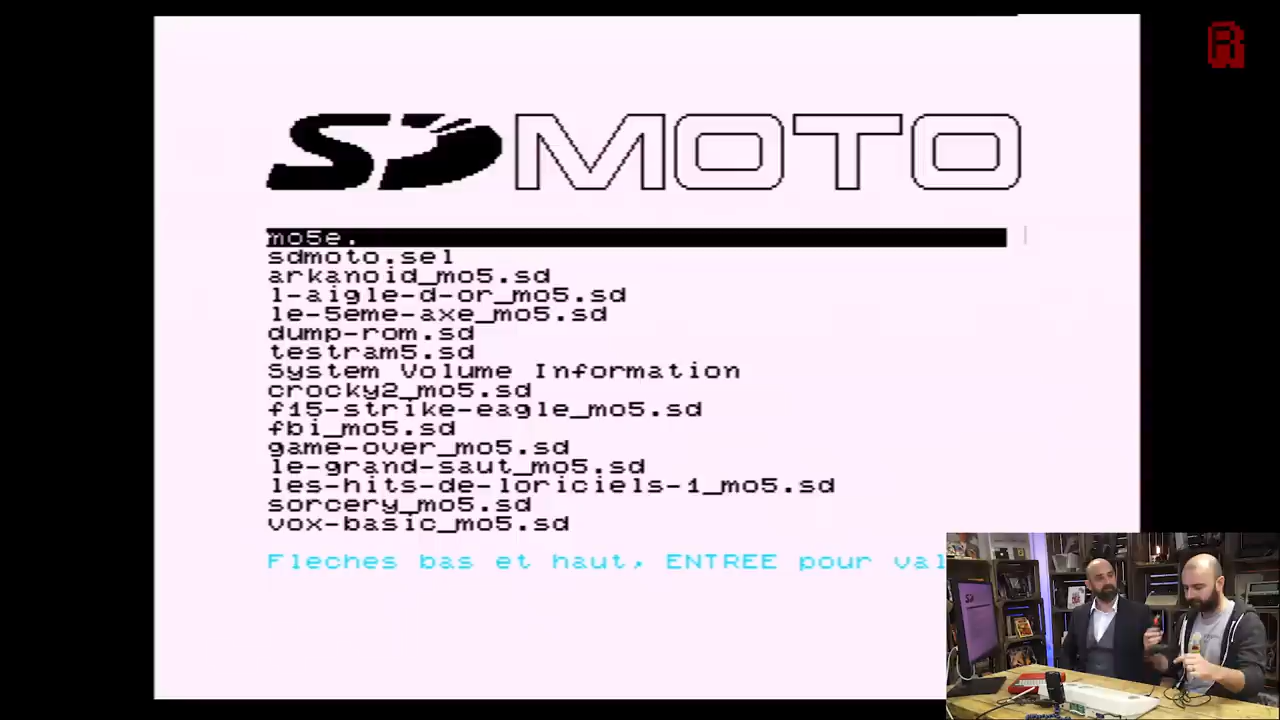 SDMOTO
mo5e.
sdmoto.sel
arkanoid_mo5.sd
l-aigle-d-or_mo5.sd
le-5eme-axe_mo5.sd
dump-rom.sd
testram5.sd
System Volume Information
crocky2_mo5.sd
f15-strike-eagle_mo5.sd
fbi_mo5.sd
game-over_mo5.sd
le-grand-saut_mo5.sd
les-hits-de-loriciels-1_mo5.sd
sorcery_mo5.sd
vox-basic_mo5.sd
Fleches bas et haut, ENTREE pour val